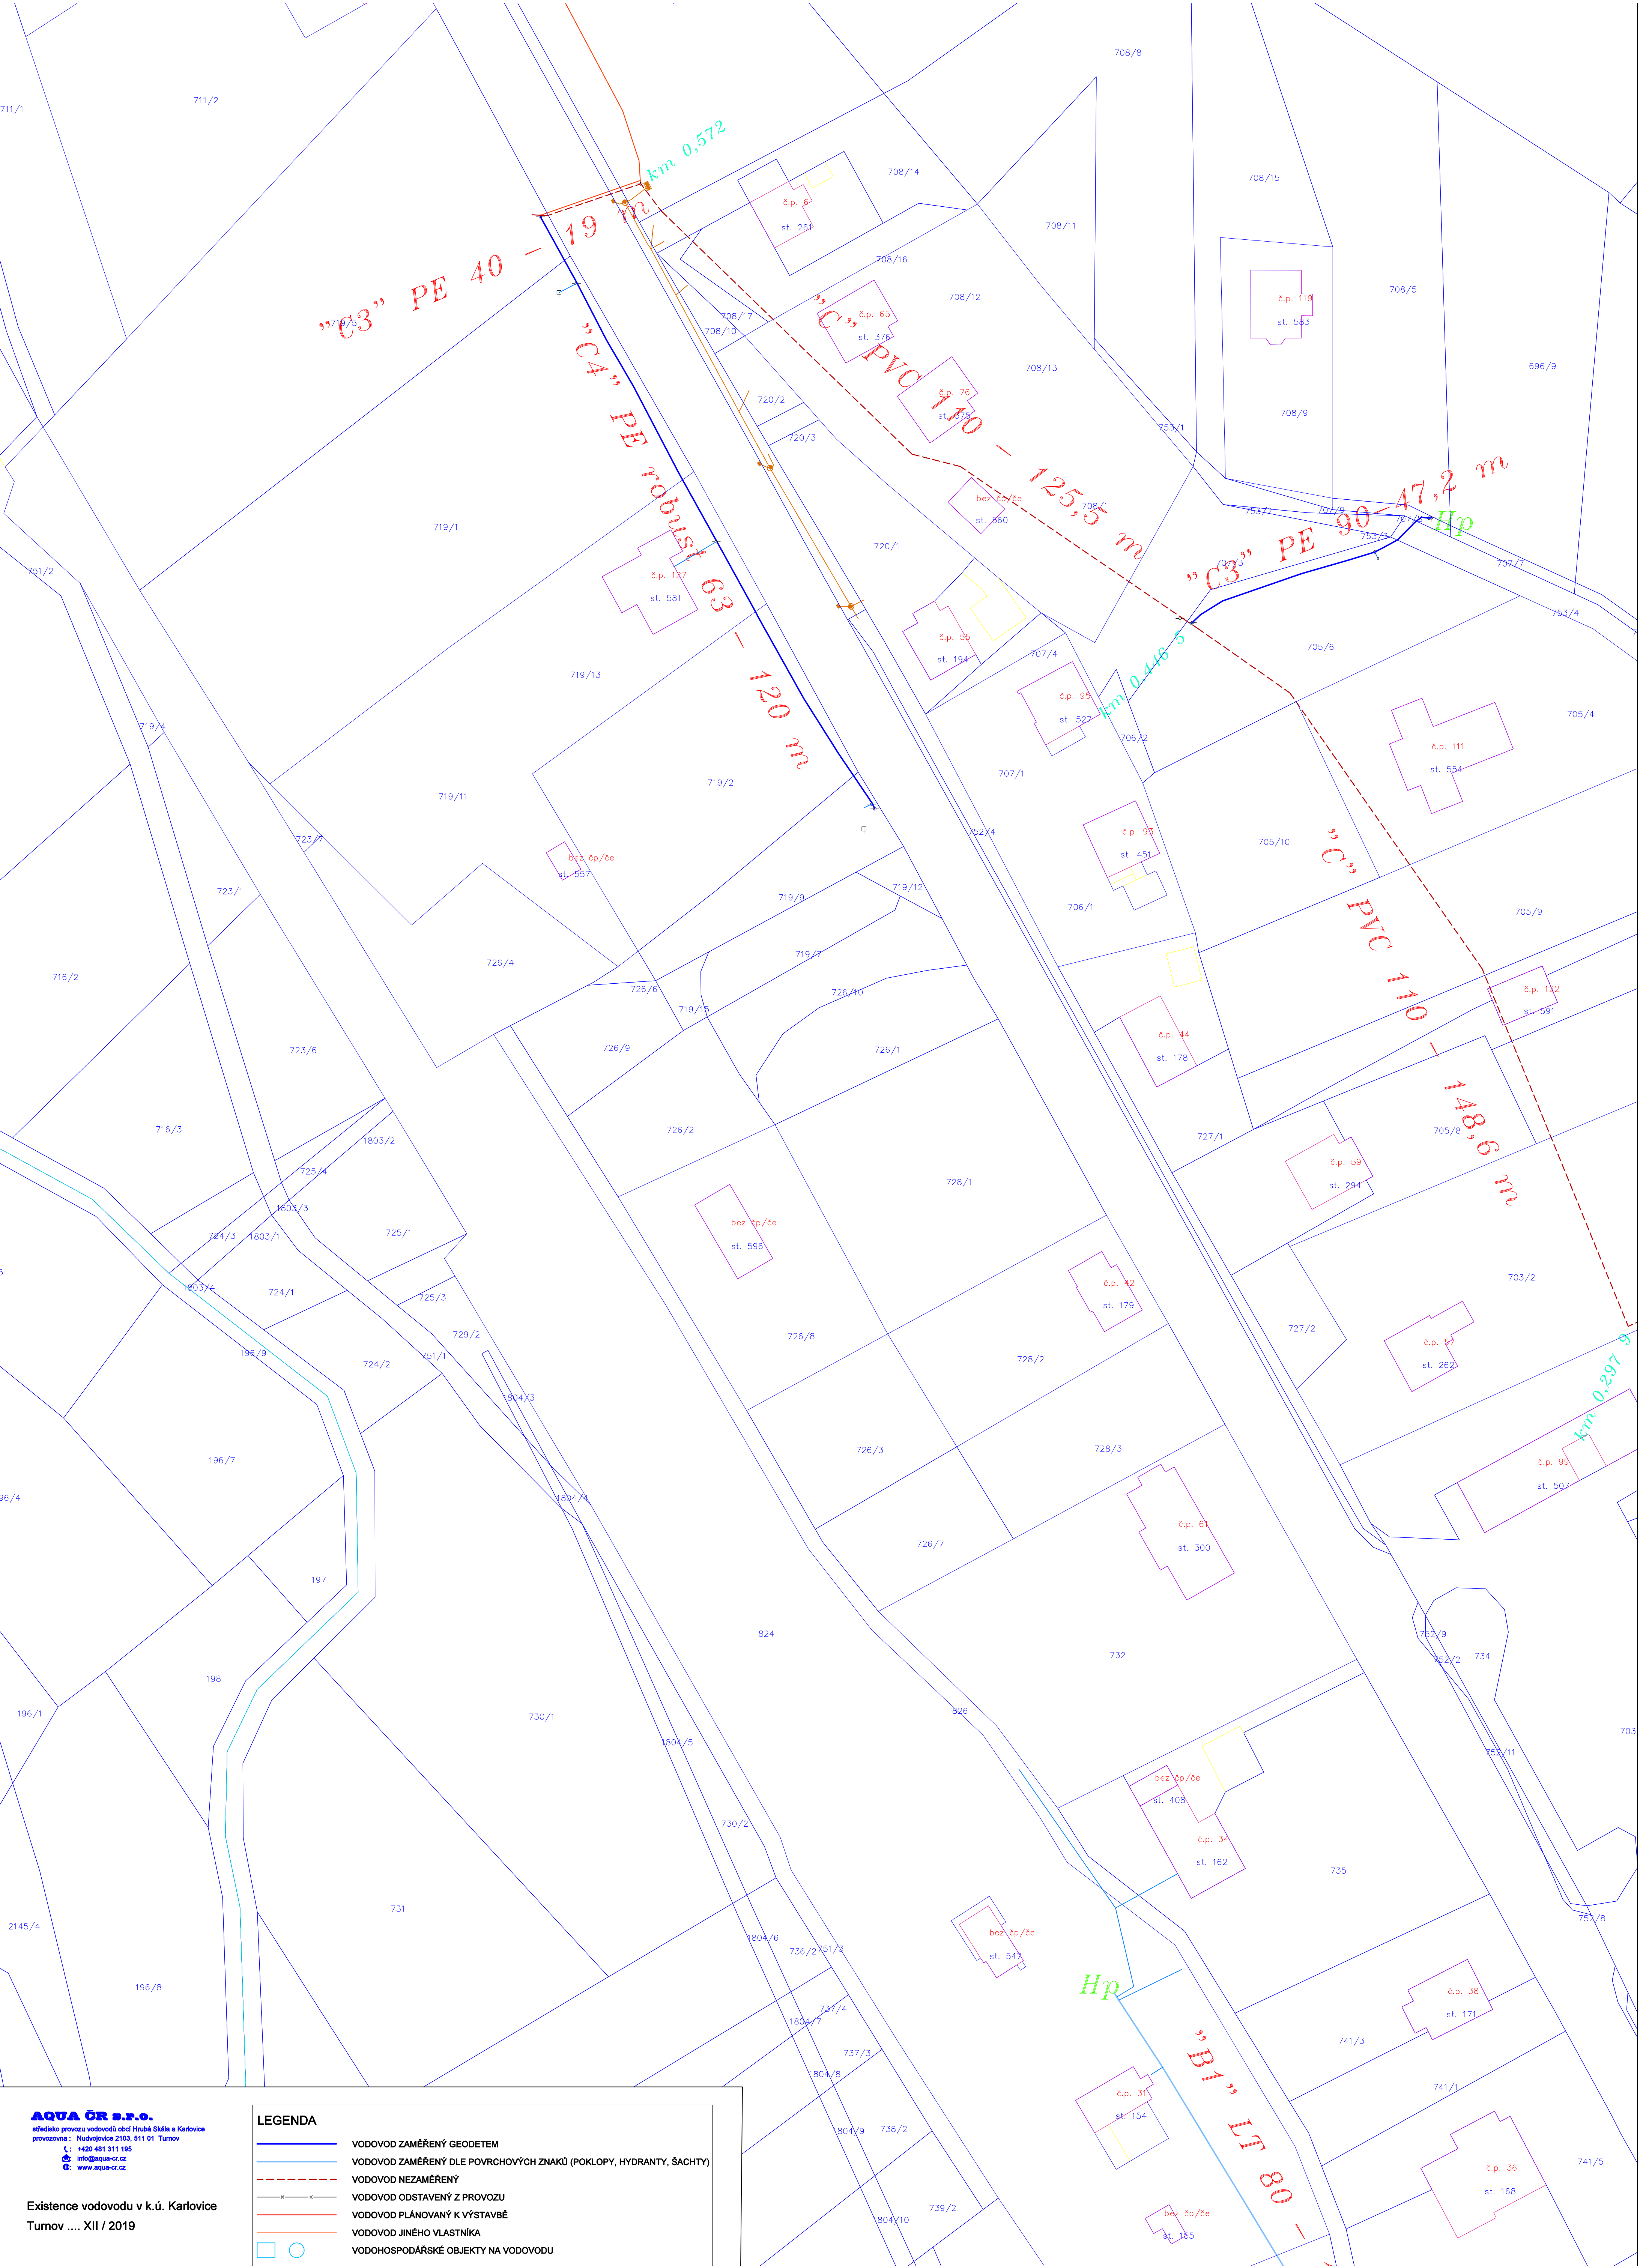 708/8
711/2
711/1
km 0,572
708/14
708/15
č.p. 6
st. 261
708/11
708/16
"C3" PE 40 - 19 m
708/12
708/5
719/5
č.p. 119
st. 583
708/17
708/10
č.p. 65
st. 376
"C" PVC 110 - 125,5 m
"C4" PE robust 63 - 120 m
708/13
696/9
č.p. 76
st. 375
720/2
708/9
753/1
720/3
bez čp/če
st. 560
708/1
753/2
707/9
Hp
719/1
753/3
"C3" PE 90-47,2 m
720/1
707/3
707/7
751/2
č.p. 127
st. 581
753/4
č.p. 55
st. 194
705/6
707/4
km 0,446 5
719/13
č.p. 95
st. 527
705/4
719/4
706/2
č.p. 111
st. 554
707/1
719/2
719/11
752/4
č.p. 93
st. 451
723/7
705/10
bez čp/če
st. 557
"C" PVC 110 - 148,6 m
723/1
719/12
719/9
706/1
705/9
719/7
726/4
716/2
726/6
726/10
č.p. 122
st. 591
719/15
č.p. 44
st. 178
723/6
726/9
726/1
716/3
726/2
1803/2
727/1
705/8
725/4
č.p. 59
st. 294
728/1
1803/3
bez čp/če
st. 596
725/1
724/3
1803/1
703/2
1803/4
724/1
č.p. 42
st. 179
725/3
727/2
729/2
726/8
č.p. 57
st. 262
196/9
724/2
751/1
728/2
km 0,297 9
1804/3
726/3
728/3
196/7
č.p. 99
st. 507
96/4
1804/4
č.p. 61
st. 300
726/7
197
824
752/9
732
752/2
734
198
196/1
826
730/1
703
1804/5
752/11
bez čp/če
st. 408
730/2
č.p. 34
st. 162
735
731
752/8
2145/4
1804/6
736/2
751/3
bez čp/če
st. 547
196/8
Hp
č.p. 38
st. 171
737/4
1804/7
741/3
737/3
"B1" LT 80 -
1804/8
741/1
č.p. 31
st. 154
1804/9
738/2
741/5
č.p. 36
st. 168
739/2
bez čp/če
st. 155
1804/10
AQUA ČR s.r.o.
středisko provozu vodovodů obcí Hrubá Skála a Karlovice
provozovna : Nudvojovice 2103, 511 01 Turnov
: +420 481 311 195
: info@aqua-cr.cz
: www.aqua-cr.cz
Existence vodovodu v k.ú. Karlovice
Turnov .... XII / 2019
LEGENDA
VODOVOD ZAMĚŘENÝ GEODETEM
VODOVOD ZAMĚŘENÝ DLE POVRCHOVÝCH ZNAKŮ (POKLOPY, HYDRANTY, ŠACHTY)
VODOVOD NEZAMĚŘENÝ
VODOVOD ODSTAVENÝ Z PROVOZU
VODOVOD PLÁNOVANÝ K VÝSTAVBĚ
VODOVOD JINÉHO VLASTNÍKA
VODOHOSPODÁŘSKÉ OBJEKTY NA VODOVODU